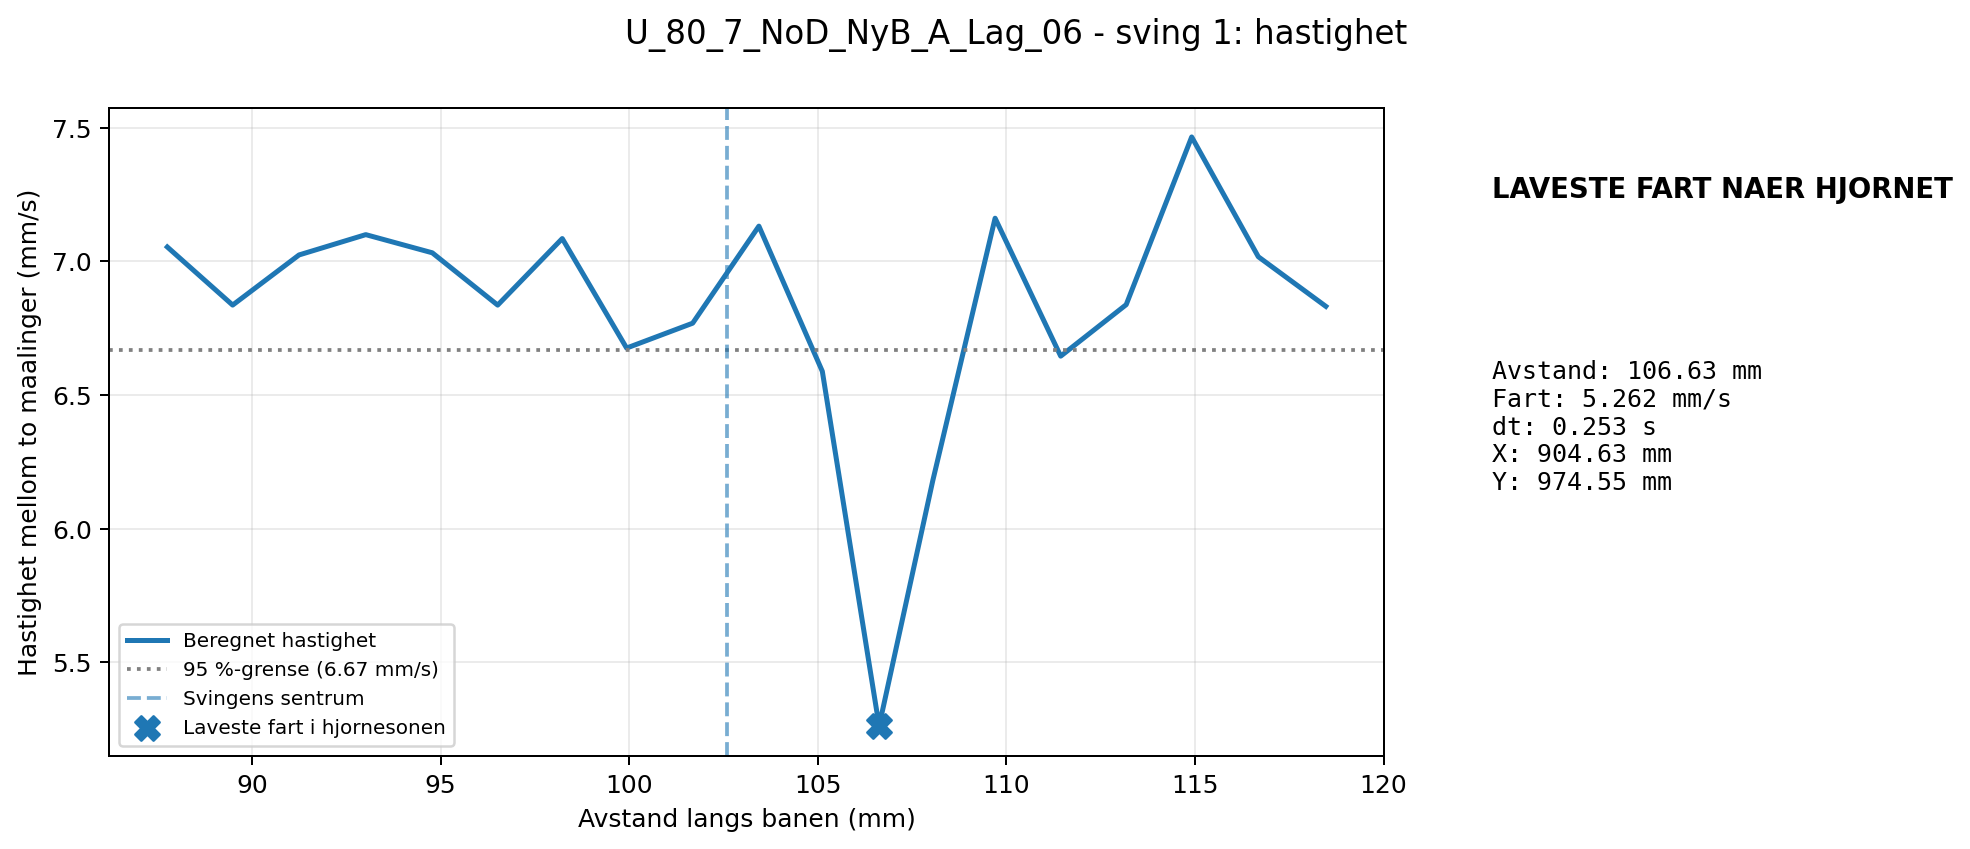 U_80_7_NoD_NyB_A_Lag_06 - sving 1: hastighet
Hastighet mellom to maalinger (mm/s)
7.5
7.0
6.5
6.0
5.5
Beregnet hastighet
95 %-grense (6.67 mm/s)
Svingens sentrum
Laveste fart i hjornesonen
90
95
100
105
110
115
120
Avstand langs banen (mm)
LAVESTE FART NAER HJORNET
Avstand: 106.63 mm
Fart: 5.262 mm/s
dt: 0.253 s
X: 904.63 mm
Y: 974.55 mm